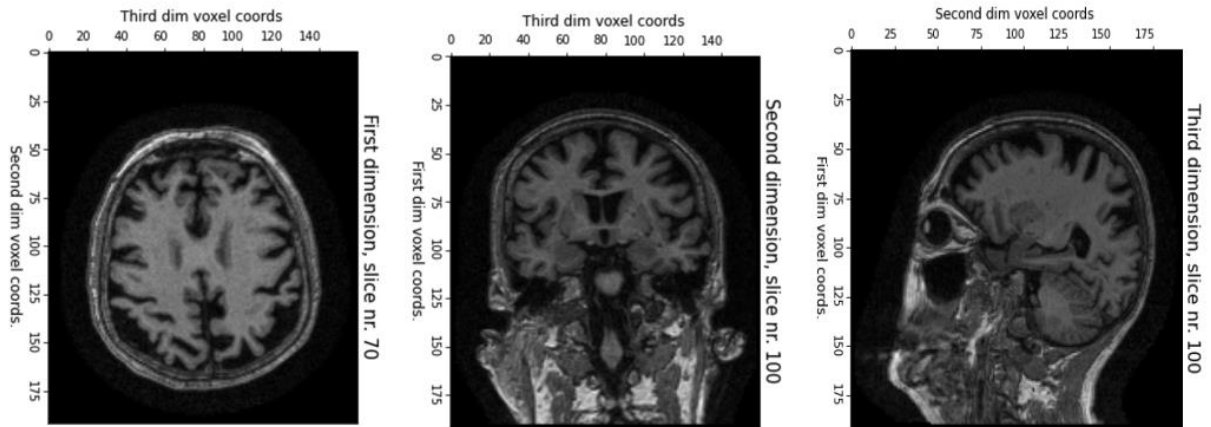 Third dim voxel coords
0 20 40 60 80 100 120 140
0
25
50
75
100
125
150
175
Second dim voxel coords.
First dimension, slice nr. 70
Third dim voxel coords
0 20 40 60 80 100 120 140
0
25
50
75
100
125
150
175
First dim voxel coords.
Second dimension, slice nr. 100
Second dim voxel coords
0 25 50 75 100 125 150 175
0
25
50
75
100
125
150
175
First dim voxel coords.
Third dimension, slice nr. 100